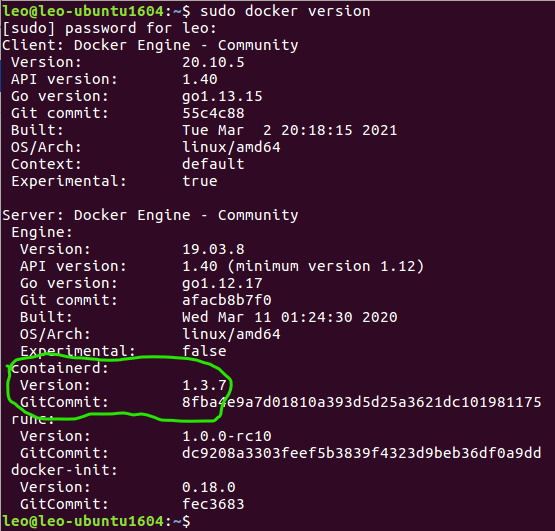 leo@leo-ubuntu1604:~$ sudo docker version
[sudo] password for leo:
Client: Docker Engine - Community
 Version:           20.10.5
 API version:       1.40
 Go version:        go1.13.15
 Git commit:        55c4c88
 Built:             Tue Mar  2 20:18:15 2021
 OS/Arch:           linux/amd64
 Context:           default
 Experimental:      true

Server: Docker Engine - Community
 Engine:
  Version:          19.03.8
  API version:      1.40 (minimum version 1.12)
  Go version:       go1.12.17
  Git commit:       afacb8b7f0
  Built:            Wed Mar 11 01:24:30 2020
  OS/Arch:          linux/amd64
  Experimental:     false
 containerd:
  Version:          1.3.7
  GitCommit:        8fba4e9a7d01810a393d5d25a3621dc101981175
 runc:
  Version:          1.0.0-rc10
  GitCommit:        dc9208a3303feef5b3839f4323d9beb36df0a9dd
 docker-init:
  Version:          0.18.0
  GitCommit:        fec3683
leo@leo-ubuntu1604:~$